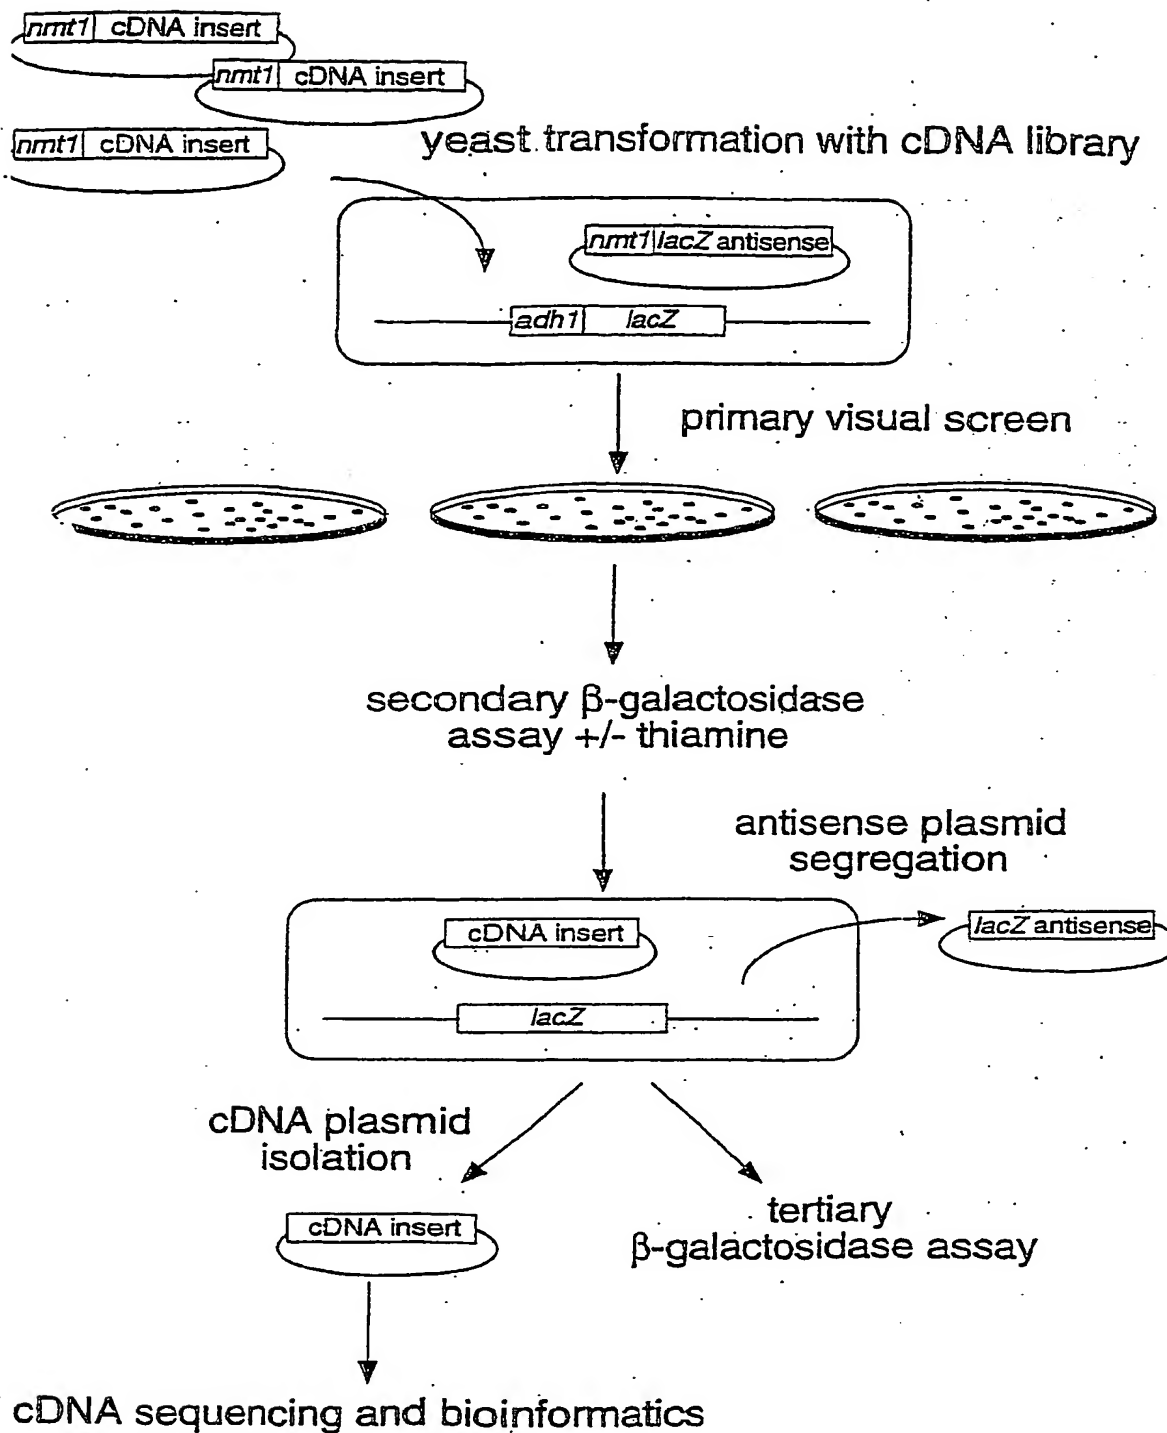 nmt1 cDNA insert
nmt1 cDNA insert
nmt1 cDNA insert
yeast transformation with cDNA library
nmt1 lacZ antisense
adh1 lacZ
primary visual screen
secondary β-galactosidase
assay +/- thiamine
antisense plasmid
segregation
cDNA insert
lacZ antisense
lacZ
cDNA plasmid
isolation
cDNA insert
tertiary
β-galactosidase assay
cDNA sequencing and bioinformatics